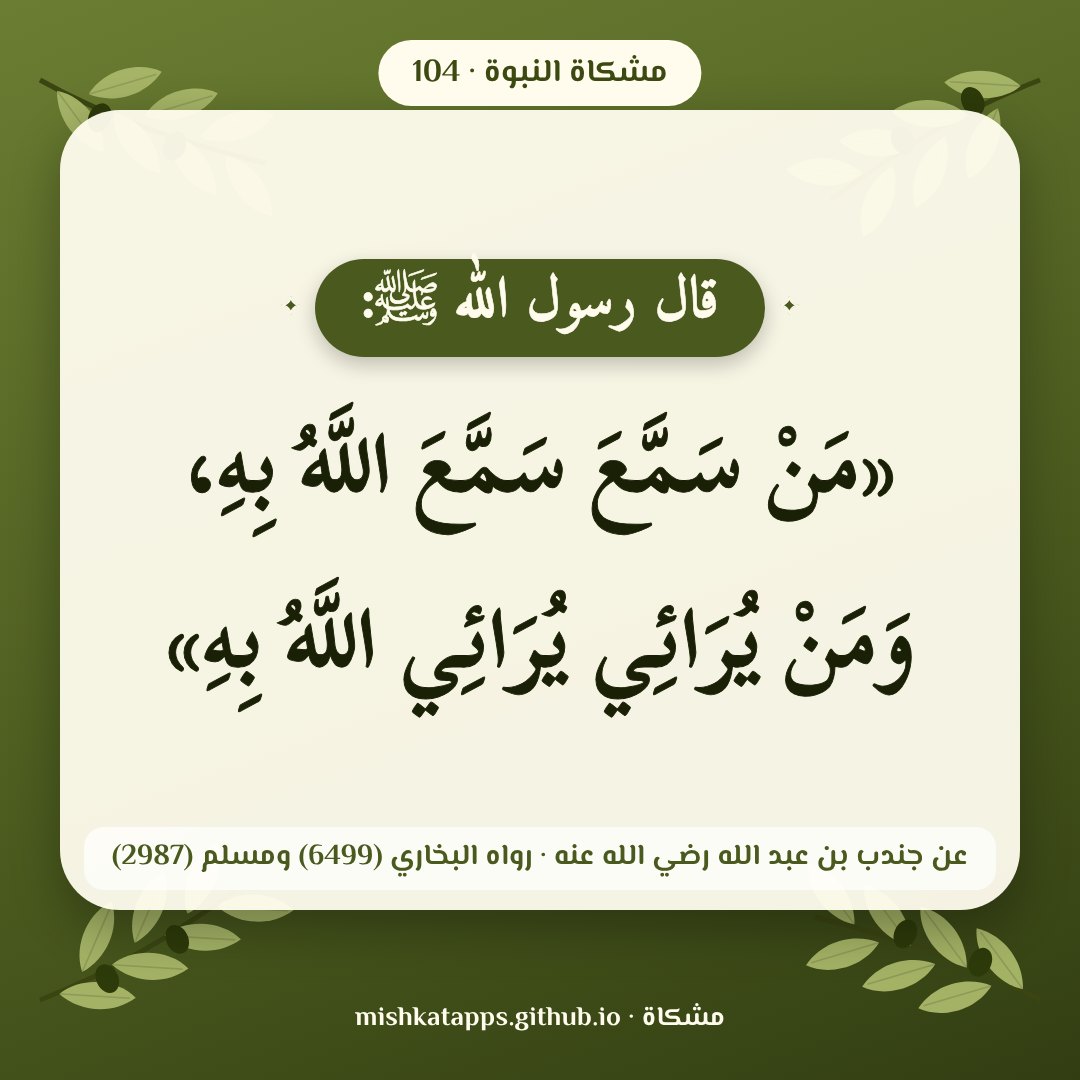 مشكاة النبوة · 104
قال رسول الله ﷺ:
«مَنْ سَمَّعَ سَمَّعَ اللَّهُ بِهِ،
وَمَنْ يُرَائِي يُرَائِي اللَّهُ بِهِ»
عن جندب بن عبد الله رضي الله عنه · رواه البخاري (6499) ومسلم (2987)
مشكاة · mishkatapps.github.io